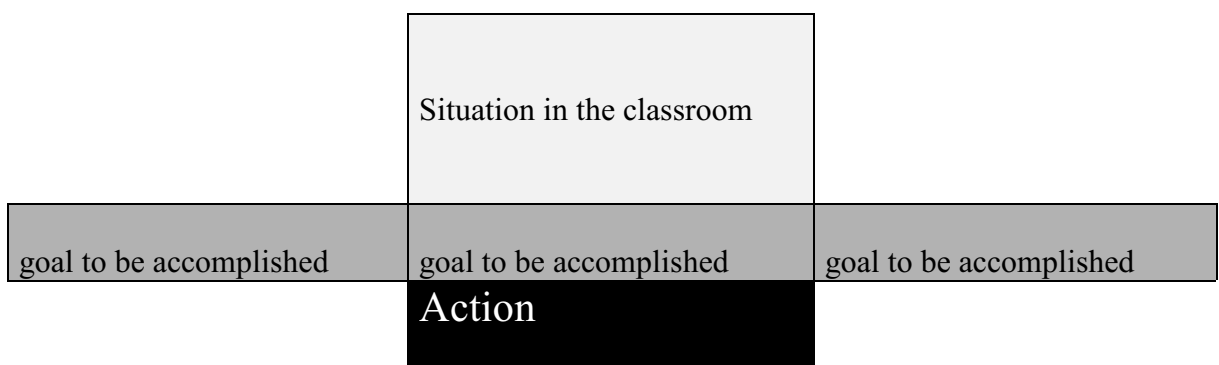 Situation in the classroom
goal to be accomplished
goal to be accomplished
goal to be accomplished
Action